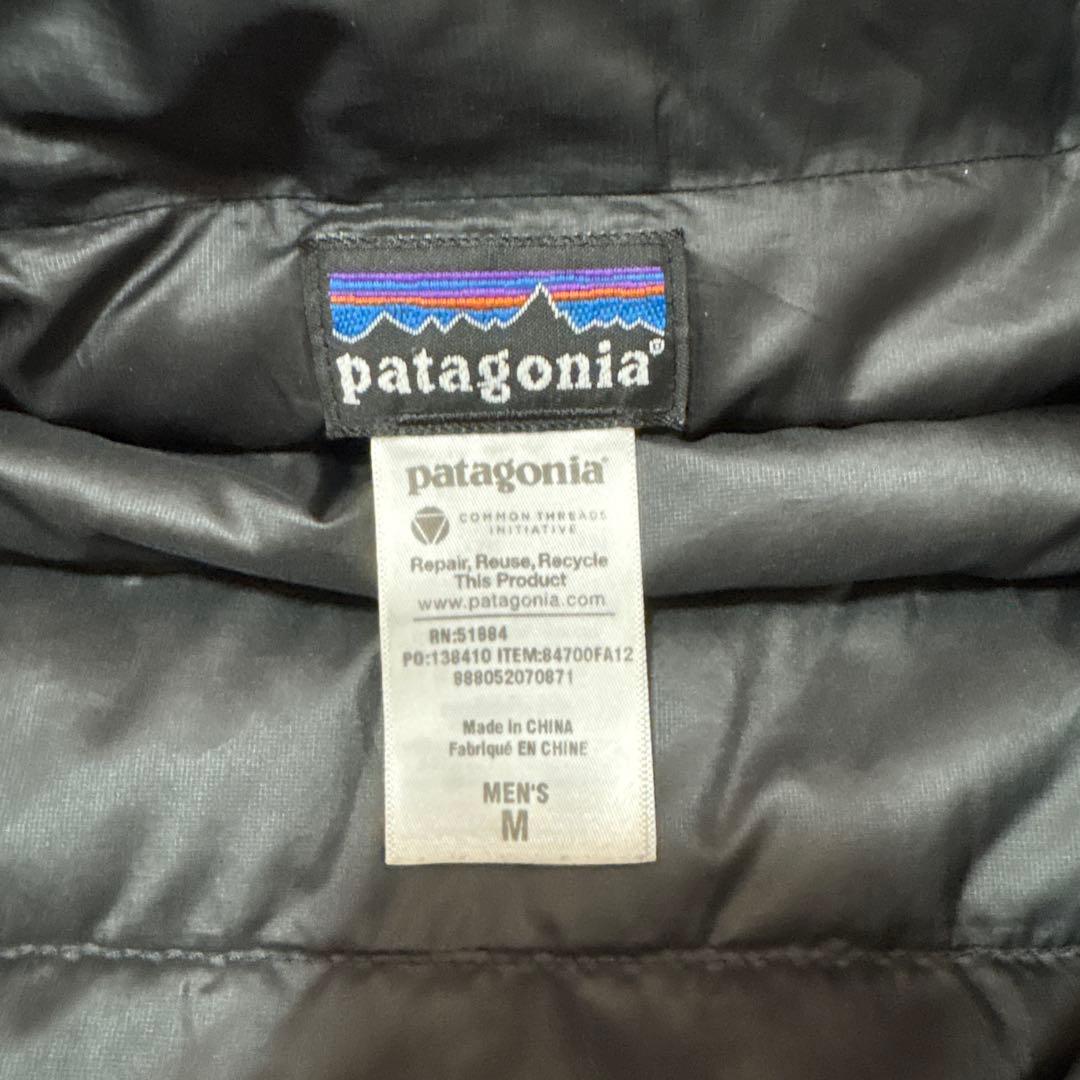 patagonia®
patagonia®
COMMON THREADS
INITIATIVE
Repair, Reuse, Recycle
This Product
www.patagonia.com
RN:51884
PO:138410 ITEM:84700FA12
888052070871
Made in CHINA
Fabriqué EN CHINE
MEN'S
M